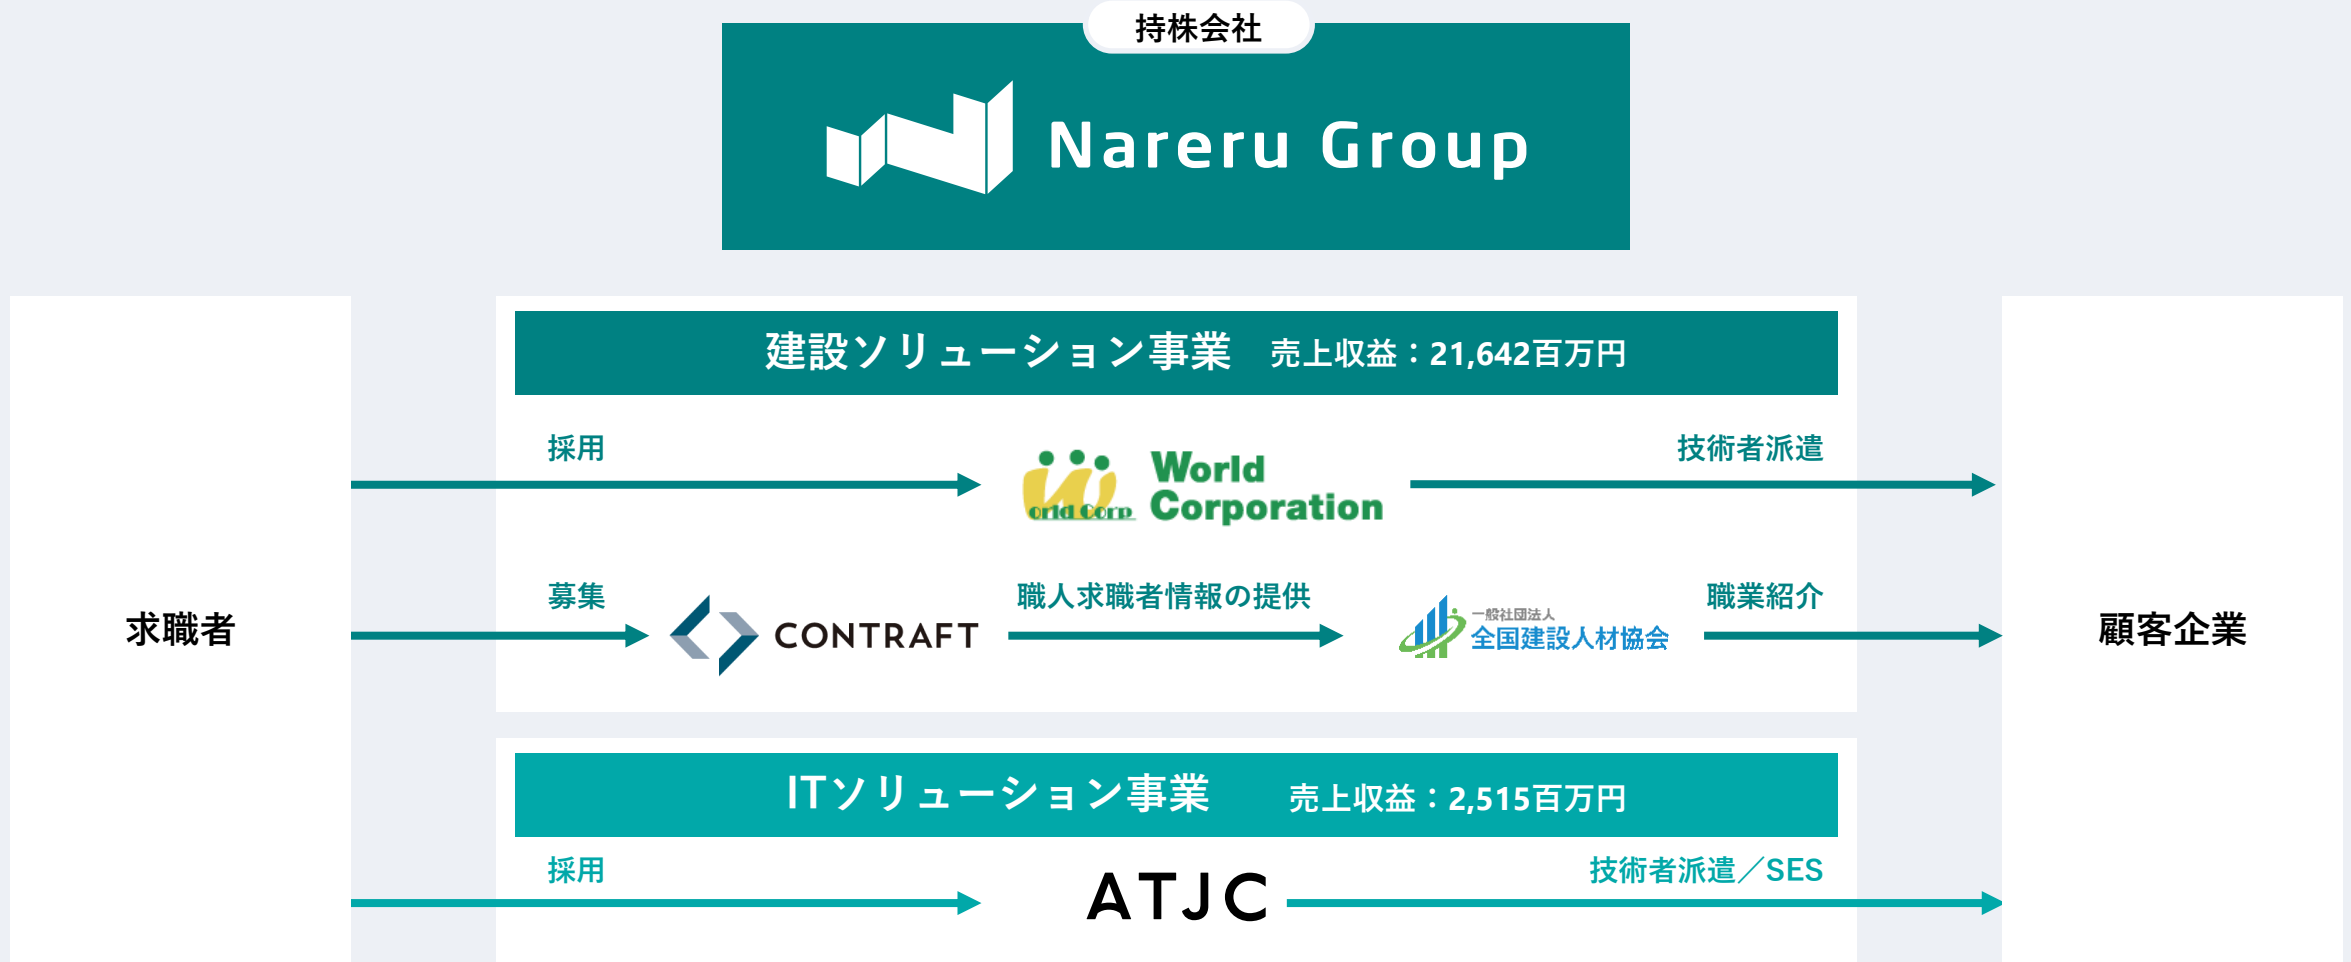 持株会社
Nareru Group
建設ソリューション事業 売上収益：21,642百万円
採用
World
Corporation
orld Corp
技術者派遣
求職者
募集
CONTRAFT
職人求職者情報の提供
一般社団法人
全国建設人材協会
職業紹介
顧客企業
ITソリューション事業 売上収益：2,515百万円
採用
ATJC
技術者派遣／SES